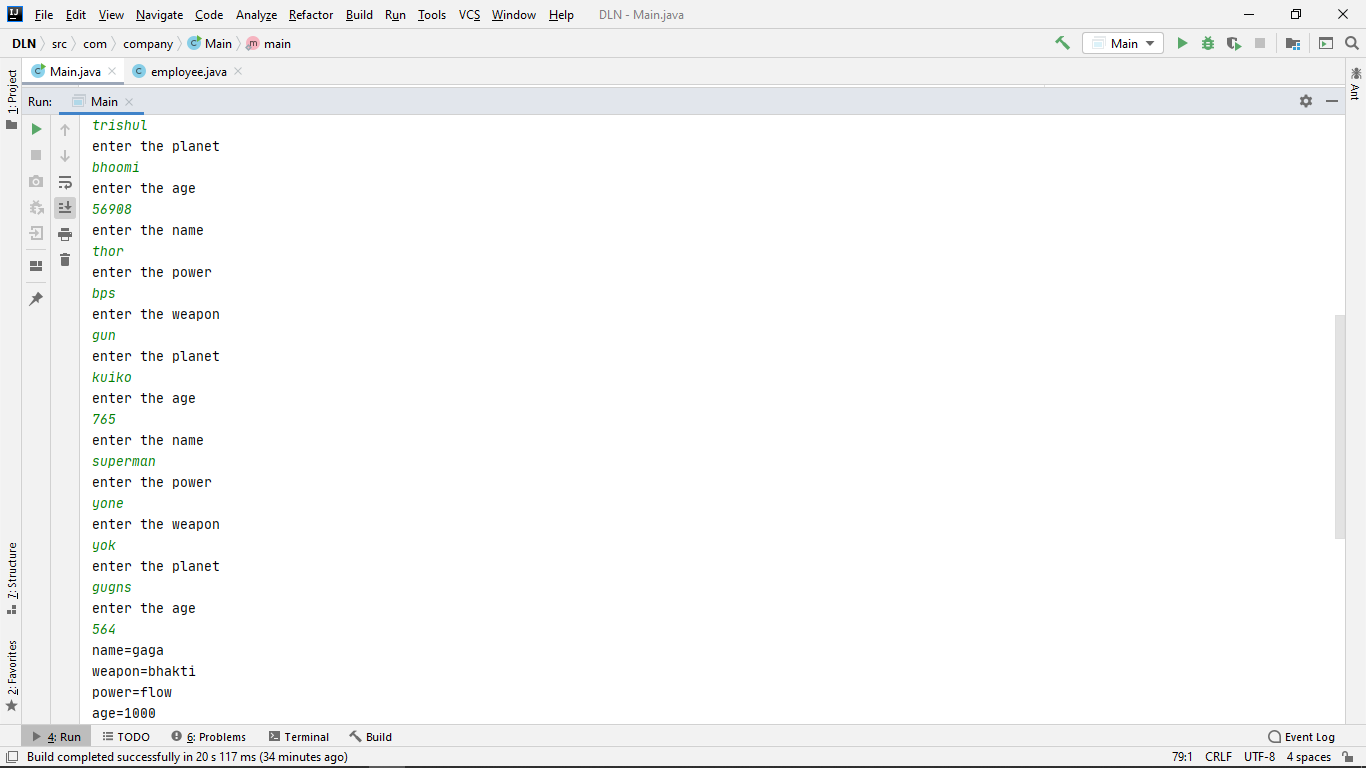 File Edit View Navigate Code Analyze Refactor Build Run Tools VCS Window Help DLN - Main.java
DLN src com company Main main Main
Main.java employee.java
Run: Main
1: Project
Ant
trishul
enter the planet
bhoomi
enter the age
56908
enter the name
thor
enter the power
bps
enter the weapon
gun
enter the planet
kuiko
enter the age
765
enter the name
superman
enter the power
yone
enter the weapon
yok
enter the planet
gugns
enter the age
564
name=gaga
weapon=bhakti
power=flow
age=1000
7: Structure
2: Favorites
4: Run TODO 6: Problems Terminal Build Event Log
Build completed successfully in 20 s 117 ms (34 minutes ago) 79:1 CRLF UTF-8 4 spaces